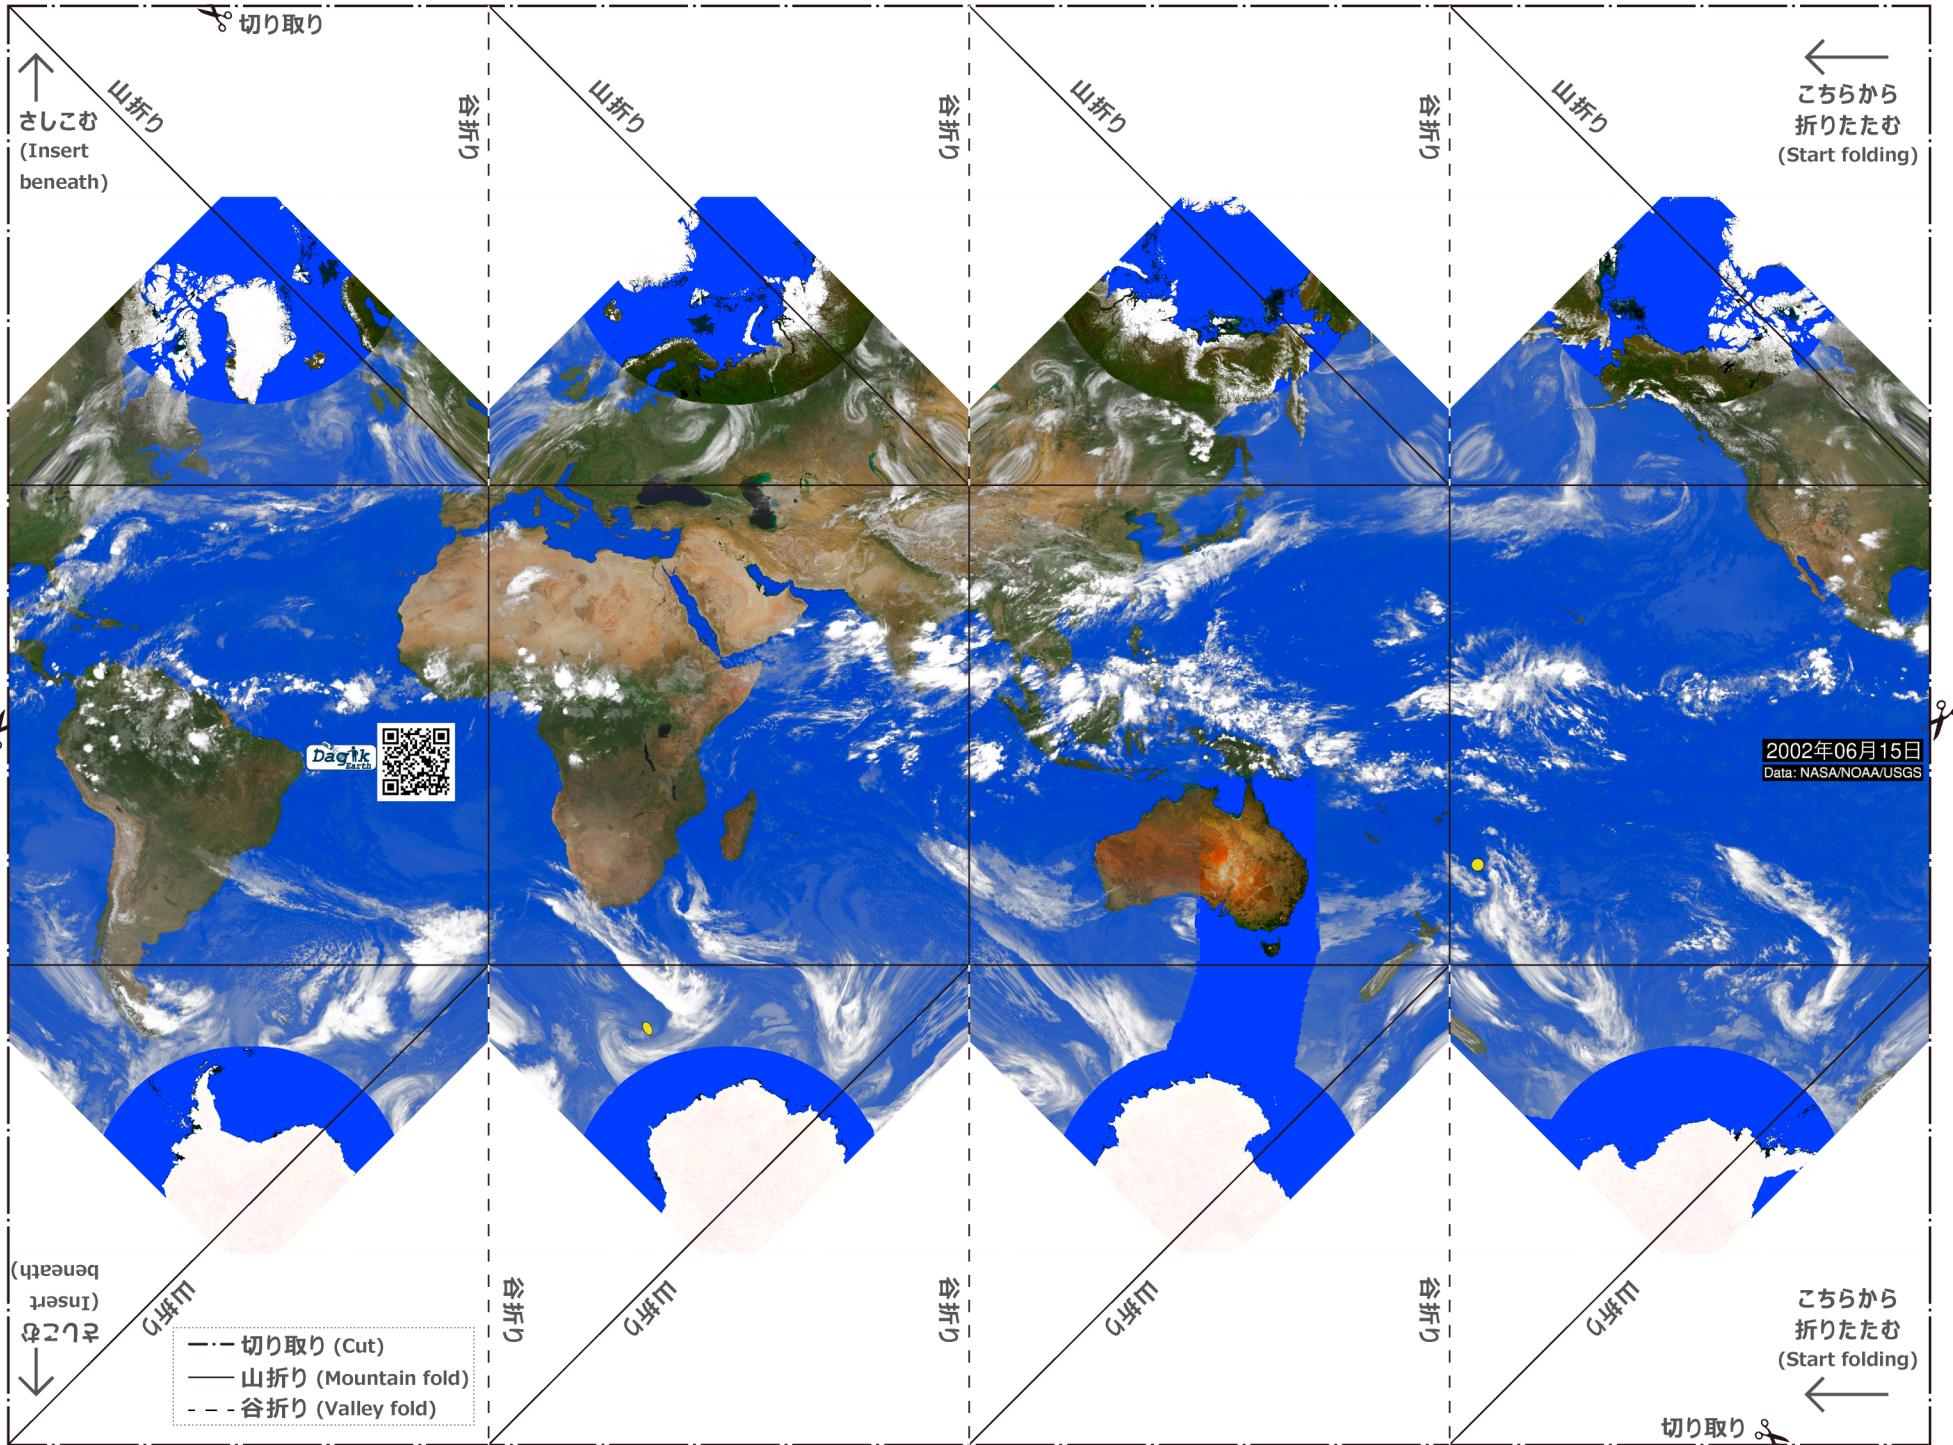 切り取り
山折り
谷折り
山折り
谷折り
山折り
谷折り
山折り
さしこむ
(Insert
beneath)
こちらから
折りたたむ
(Start folding)
Dagik
Earth
2002年06月15日
Data: NASA/NOAA/USGS
さしこむ
(Insert
beneath)
山折り
谷折り
山折り
谷折り
山折り
谷折り
山折り
こちらから
折りたたむ
(Start folding)
切り取り (Cut)
山折り (Mountain fold)
谷折り (Valley fold)
切り取り